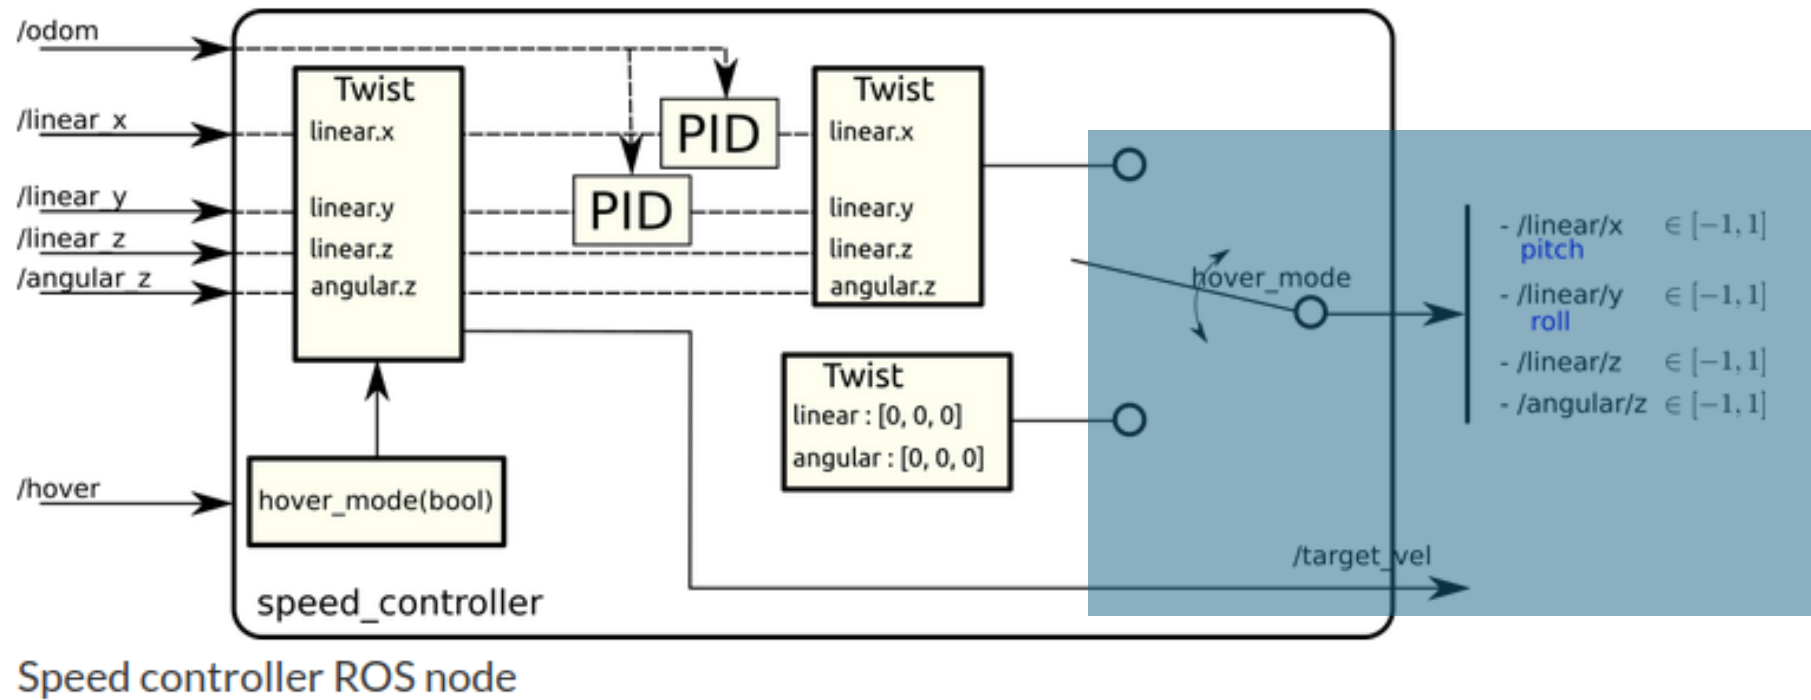 /odom
/linear_x
/linear_y
/linear_z
/angular_z
/hover
Twist
linear.x
linear.y
linear.z
angular.z
hover_mode(bool)
speed_controller
PID
PID
Twist
linear.x
linear.y
linear.z
angular.z
Twist
linear : [0, 0, 0]
angular : [0, 0, 0]
hover_mode
- /linear/x ∈ [−1, 1]
pitch
- /linear/y ∈ [−1, 1]
roll
- /linear/z ∈ [−1, 1]
- /angular/z ∈ [−1, 1]
/target_vel
Speed controller ROS node